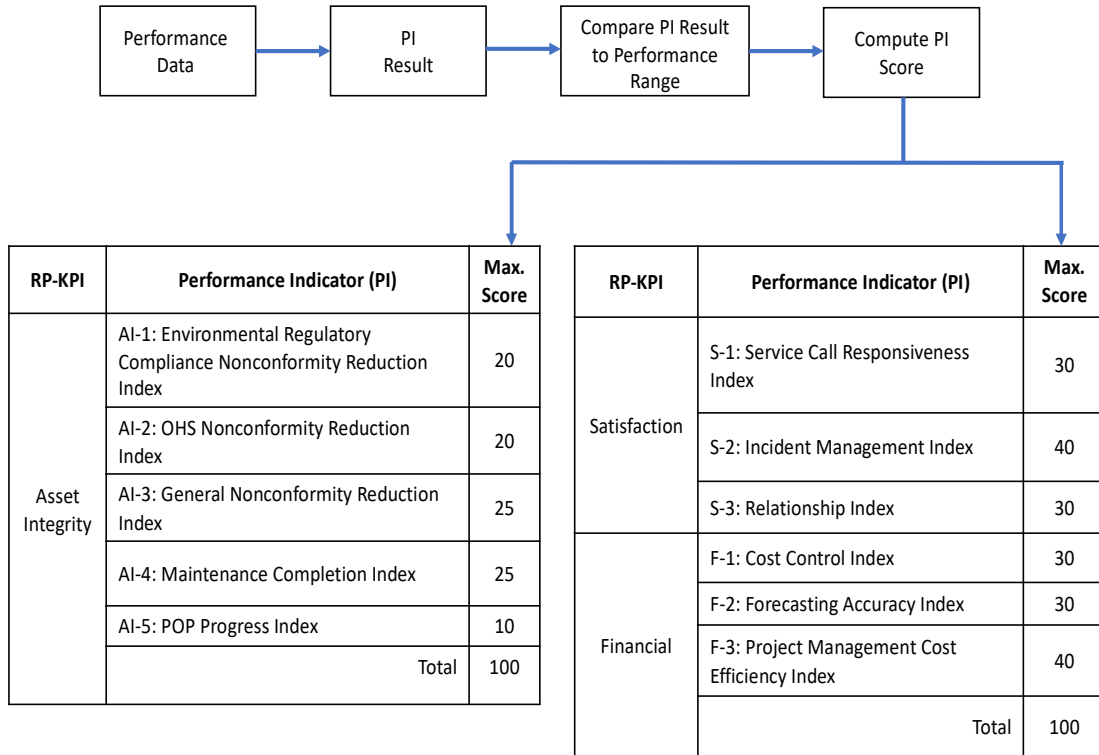 Performance
Data
PI
Result
Compare PI Result
to Performance
Range
Compute PI
Score
RP-KPI
Performance Indicator (PI)
Max.
Score
Asset
Integrity
AI-1: Environmental Regulatory
Compliance Nonconformity Reduction
Index
20
AI-2: OHS Nonconformity Reduction
Index
20
AI-3: General Nonconformity Reduction
Index
25
AI-4: Maintenance Completion Index
25
AI-5: POP Progress Index
10
Total
100
RP-KPI
Performance Indicator (PI)
Max.
Score
Satisfaction
S-1: Service Call Responsiveness
Index
30
S-2: Incident Management Index
40
S-3: Relationship Index
30
Financial
F-1: Cost Control Index
30
F-2: Forecasting Accuracy Index
30
F-3: Project Management Cost
Efficiency Index
40
Total
100